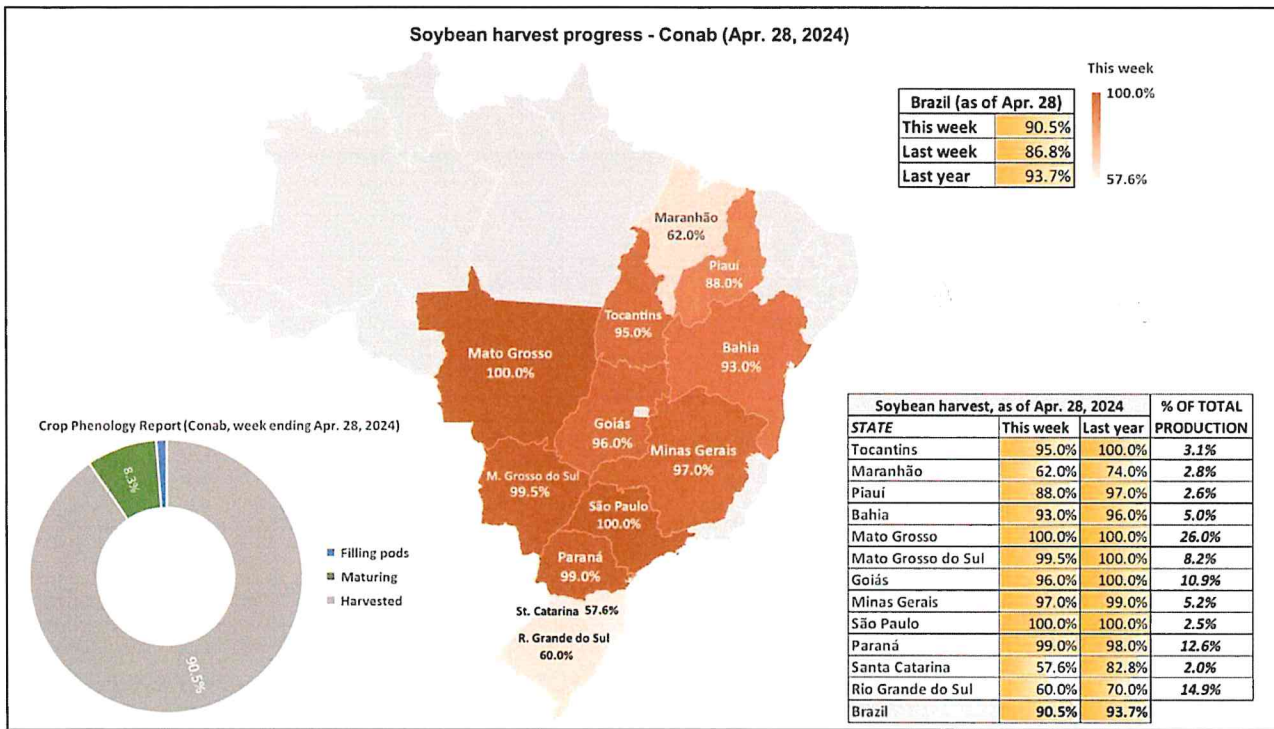 Soybean harvest progress - Conab (Apr. 28, 2024)
This week
100.0%
57.6%
Brazil (as of Apr. 28)
This week 90.5%
Last week 86.8%
Last year 93.7%
Maranhão
62.0%
Piauí
88.0%
Tocantins
95.0%
Bahia
93.0%
Mato Grosso
100.0%
Goiás
96.0%
Minas Gerais
97.0%
M. Grosso do Sul
99.5%
São Paulo
100.0%
Paraná
99.0%
St. Catarina 57.6%
R. Grande do Sul
60.0%
Crop Phenology Report (Conab, week ending Apr. 28, 2024)
8.3%
90.5%
Filling pods
Maturing
Harvested
Soybean harvest, as of Apr. 28, 2024 % OF TOTAL
STATE This week Last year PRODUCTION
Tocantins 95.0% 100.0% 3.1%
Maranhão 62.0% 74.0% 2.8%
Piauí 88.0% 97.0% 2.6%
Bahia 93.0% 96.0% 5.0%
Mato Grosso 100.0% 100.0% 26.0%
Mato Grosso do Sul 99.5% 100.0% 8.2%
Goiás 96.0% 100.0% 10.9%
Minas Gerais 97.0% 99.0% 5.2%
São Paulo 100.0% 100.0% 2.5%
Paraná 99.0% 98.0% 12.6%
Santa Catarina 57.6% 82.8% 2.0%
Rio Grande do Sul 60.0% 70.0% 14.9%
Brazil 90.5% 93.7%